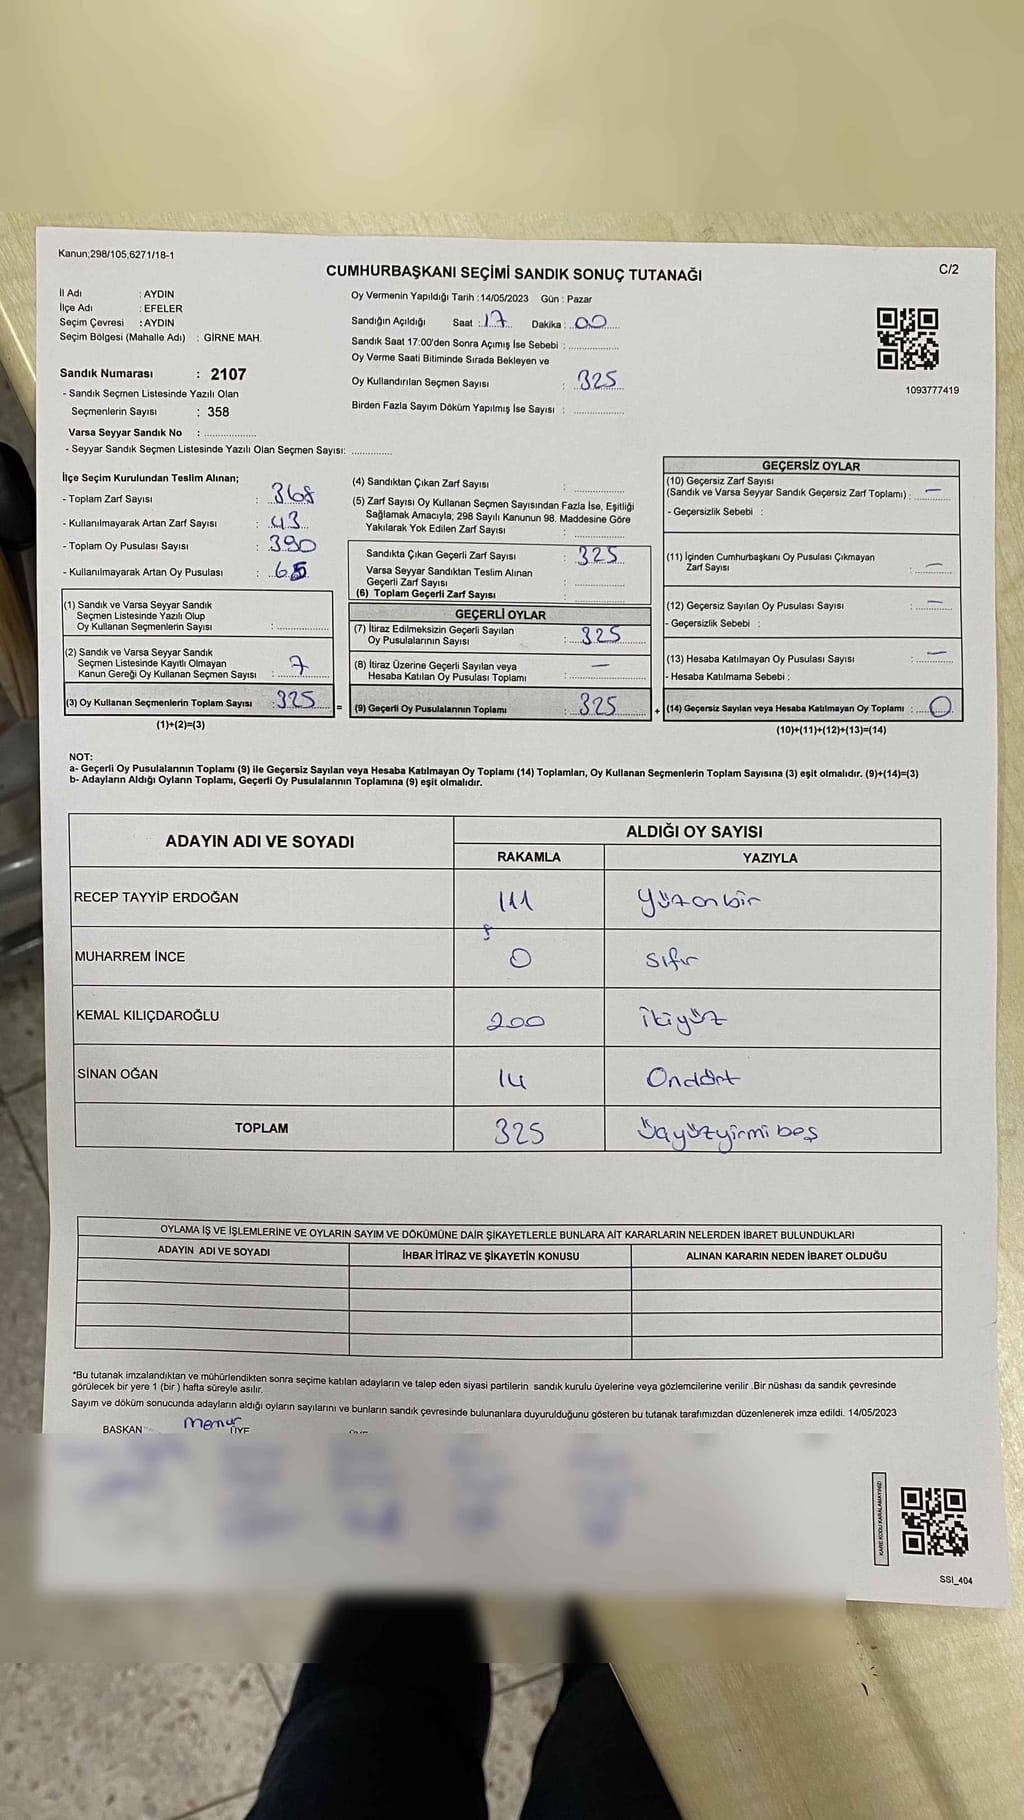 Kanun;298/105,6271/18-1
C/2
CUMHURBAŞKANI SEÇİMİ SANDIK SONUÇ TUTANAĞI
İl Adı : AYDIN
İlçe Adı : EFELER
Seçim Çevresi : AYDIN
Seçim Bölgesi (Mahalle Adı) : GİRNE MAH.
Sandık Numarası : 2107
- Sandık Seçmen Listesinde Yazılı Olan
Seçmenlerin Sayısı : 358
Varsa Seyyar Sandık No :
- Seyyar Sandık Seçmen Listesinde Yazılı Olan Seçmen Sayısı:
Oy Vermenin Yapıldığı Tarih : 14/05/2023 Gün : Pazar
Sandığın Açıldığı Saat : 17 Dakika : 00
Sandık Saat 17:00'den Sonra Açımış İse Sebebi :
Oy Verme Saati Bitiminde Sırada Bekleyen ve
Oy Kullandırılan Seçmen Sayısı : 325
Birden Fazla Sayım Döküm Yapılmış İse Sayısı :
1093777419
İlçe Seçim Kurulundan Teslim Alınan;
- Toplam Zarf Sayısı : 368
- Kullanılmayarak Artan Zarf Sayısı : 43
- Toplam Oy Pusulası Sayısı : 390
- Kullanılmayarak Artan Oy Pusulası : 65
(1) Sandık ve Varsa Seyyar Sandık
Seçmen Listesinde Yazılı Olup
Oy Kullanan Seçmenlerin Sayısı :
(2) Sandık ve Varsa Seyyar Sandık
Seçmen Listesinde Kayıtlı Olmayan
Kanun Gereği Oy Kullanan Seçmen Sayısı : 7
(3) Oy Kullanan Seçmenlerin Toplam Sayısı : 325
(1)+(2)=(3)
(4) Sandıktan Çıkan Zarf Sayısı :
(5) Zarf Sayısı Oy Kullanan Seçmen Sayısından Fazla İse, Eşitliği
Sağlamak Amacıyla; 298 Sayılı Kanunun 98. Maddesine Göre
Yakılarak Yok Edilen Zarf Sayısı :
Sandıkta Çıkan Geçerli Zarf Sayısı : 325
Varsa Seyyar Sandıktan Teslim Alınan
Geçerli Zarf Sayısı :
(6) Toplam Geçerli Zarf Sayısı :
GEÇERLİ OYLAR
(7) İtiraz Edilmeksizin Geçerli Sayılan
Oy Pusulalarının Sayısı : 325
(8) İtiraz Üzerine Geçerli Sayılan veya
Hesaba Katılan Oy Pusulası Toplamı : —
= (9) Geçerli Oy Pusulalarının Toplamı : 325
GEÇERSİZ OYLAR
(10) Geçersiz Zarf Sayısı
(Sandık ve Varsa Seyyar Sandık Geçersiz Zarf Toplamı) : —
- Geçersizlik Sebebi :
(11) İçinden Cumhurbaşkanı Oy Pusulası Çıkmayan
Zarf Sayısı : —
(12) Geçersiz Sayılan Oy Pusulası Sayısı : —
- Geçersizlik Sebebi :
(13) Hesaba Katılmayan Oy Pusulası Sayısı : —
- Hesaba Katılmama Sebebi :
+ (14) Geçersiz Sayılan veya Hesaba Katılmayan Oy Toplamı : 0
(10)+(11)+(12)+(13)=(14)
NOT:
a- Geçerli Oy Pusulalarının Toplamı (9) ile Geçersiz Sayılan veya Hesaba Katılmayan Oy Toplamı (14) Toplamları, Oy Kullanan Seçmenlerin Toplam Sayısına (3) eşit olmalıdır. (9)+(14)=(3)
b- Adayların Aldığı Oyların Toplamı, Geçerli Oy Pusulalarının Toplamına (9) eşit olmalıdır.
ADAYIN ADI VE SOYADI ALDIĞI OY SAYISI
RAKAMLA YAZIYLA
RECEP TAYYİP ERDOĞAN 111 Yüzonbir
MUHARREM İNCE 0 Sıfır
KEMAL KILIÇDAROĞLU 200 İkiyüz
SİNAN OĞAN 14 Ondört
TOPLAM 325 Üçyüzyirmi beş
OYLAMA İŞ VE İŞLEMLERİNE VE OYLARIN SAYIM VE DÖKÜMÜNE DAİR ŞİKAYETLERLE BUNLARA AİT KARARLARIN NELERDEN İBARET BULUNDUKLARI
ADAYIN ADI VE SOYADI İHBAR İTİRAZ VE ŞİKAYETİN KONUSU ALINAN KARARIN NEDEN İBARET OLDUĞU
*Bu tutanak imzalandıktan ve mühürlendikten sonra seçime katılan adayların ve talep eden siyasi partilerin sandık kurulu üyelerine veya gözlemcilerine verilir .Bir nüshası da sandık çevresinde
görülecek bir yere 1 (bir ) hafta süreyle asılır.
Sayım ve döküm sonucunda adayların aldığı oyların sayılarını ve bunların sandık çevresinde bulunanlara duyurulduğunu gösteren bu tutanak tarafımızdan düzenlenerek imza edildi. 14/05/2023
BAŞKAN Memur ÜYE
KARE KODU KARALAMAYINIZ!
SSI_404